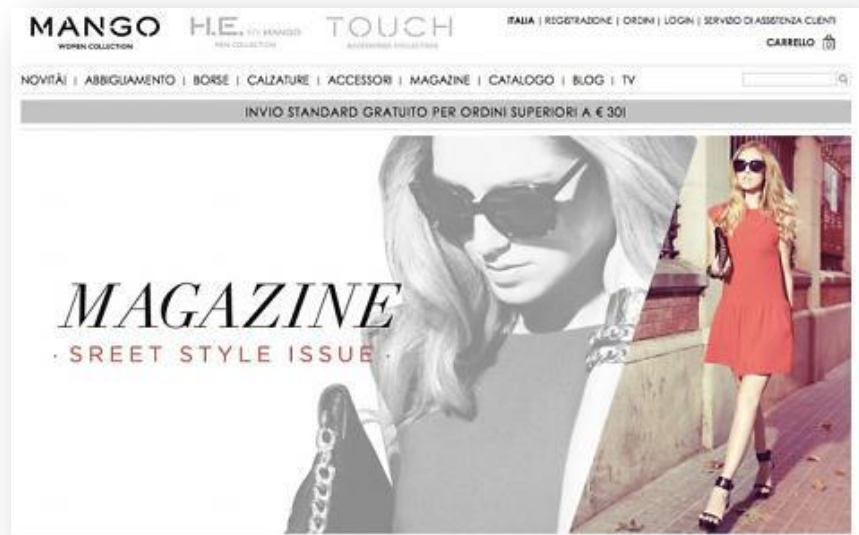 MANGO
WOMEN COLLECTION
H.E. BY MANGO
MEN COLLECTION
TOUCH
ACCESSORIES COLLECTION
ITALIA | REGISTRAZIONE | ORDINI | LOGIN | SERVIZIO DI ASSISTENZA CLIENTI
CARRELLO 0
NOVITÀ! | ABBIGLIAMENTO | BORSE | CALZATURE | ACCESSORI | MAGAZINE | CATALOGO | BLOG | TV
INVIO STANDARD GRATUITO PER ORDINI SUPERIORI A € 30!
MAGAZINE
· SREET STYLE ISSUE ·